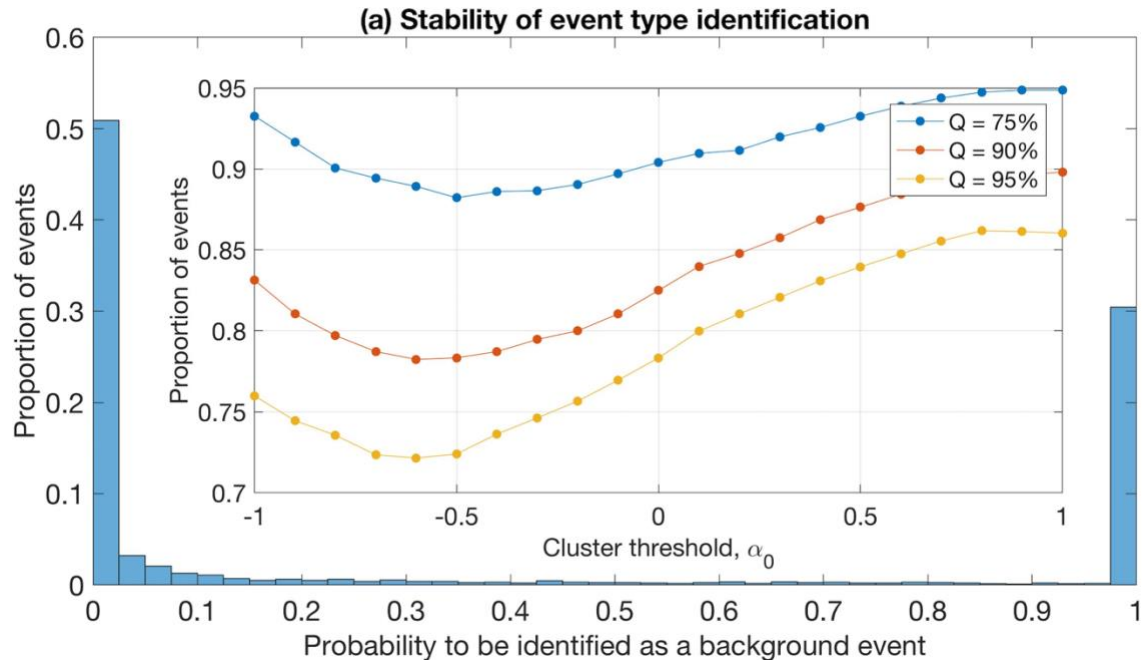 (a) Stability of event type identification
0.6
0.5
0.4
0.3
0.2
0.1
0
Proportion of events
0.95
0.9
0.85
0.8
0.75
0.7
Proportion of events
Q = 75%
Q = 90%
Q = 95%
-1 -0.5 0 0.5 1
Cluster threshold, α₀
0 0.1 0.2 0.3 0.4 0.5 0.6 0.7 0.8 0.9 1
Probability to be identified as a background event